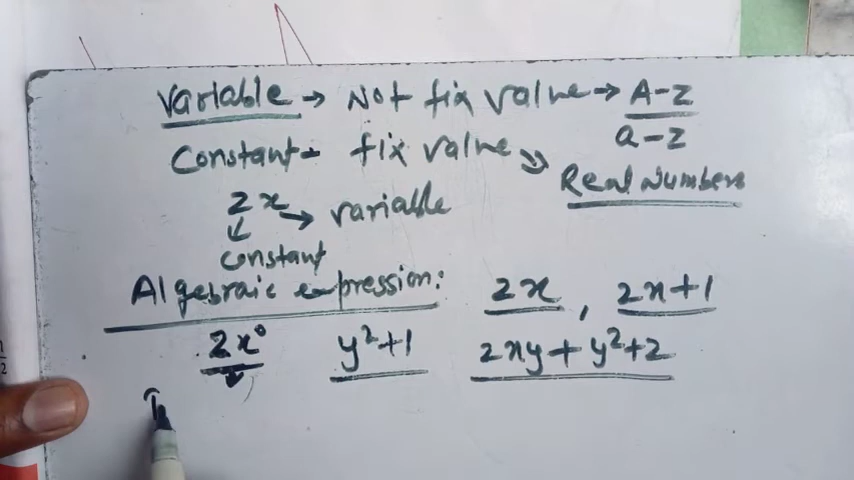 Variable → Not fix value → A-Z
a-z
Constant - fix value ⇒ Real Numbers
2x → variable
↓
constant
Algebraic expression: 2x, 2x+1
2x⁰ y²+1 2xy+y²+2